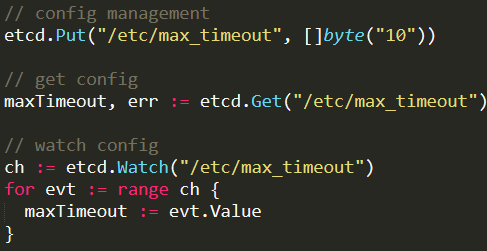 // config management
etcd.Put("/etc/max_timeout", []byte("10"))
// get config
maxTimeout, err := etcd.Get("/etc/max_timeout")
// watch config
ch := etcd.Watch("/etc/max_timeout")
for evt := range ch {
  maxTimeout := evt.Value
}